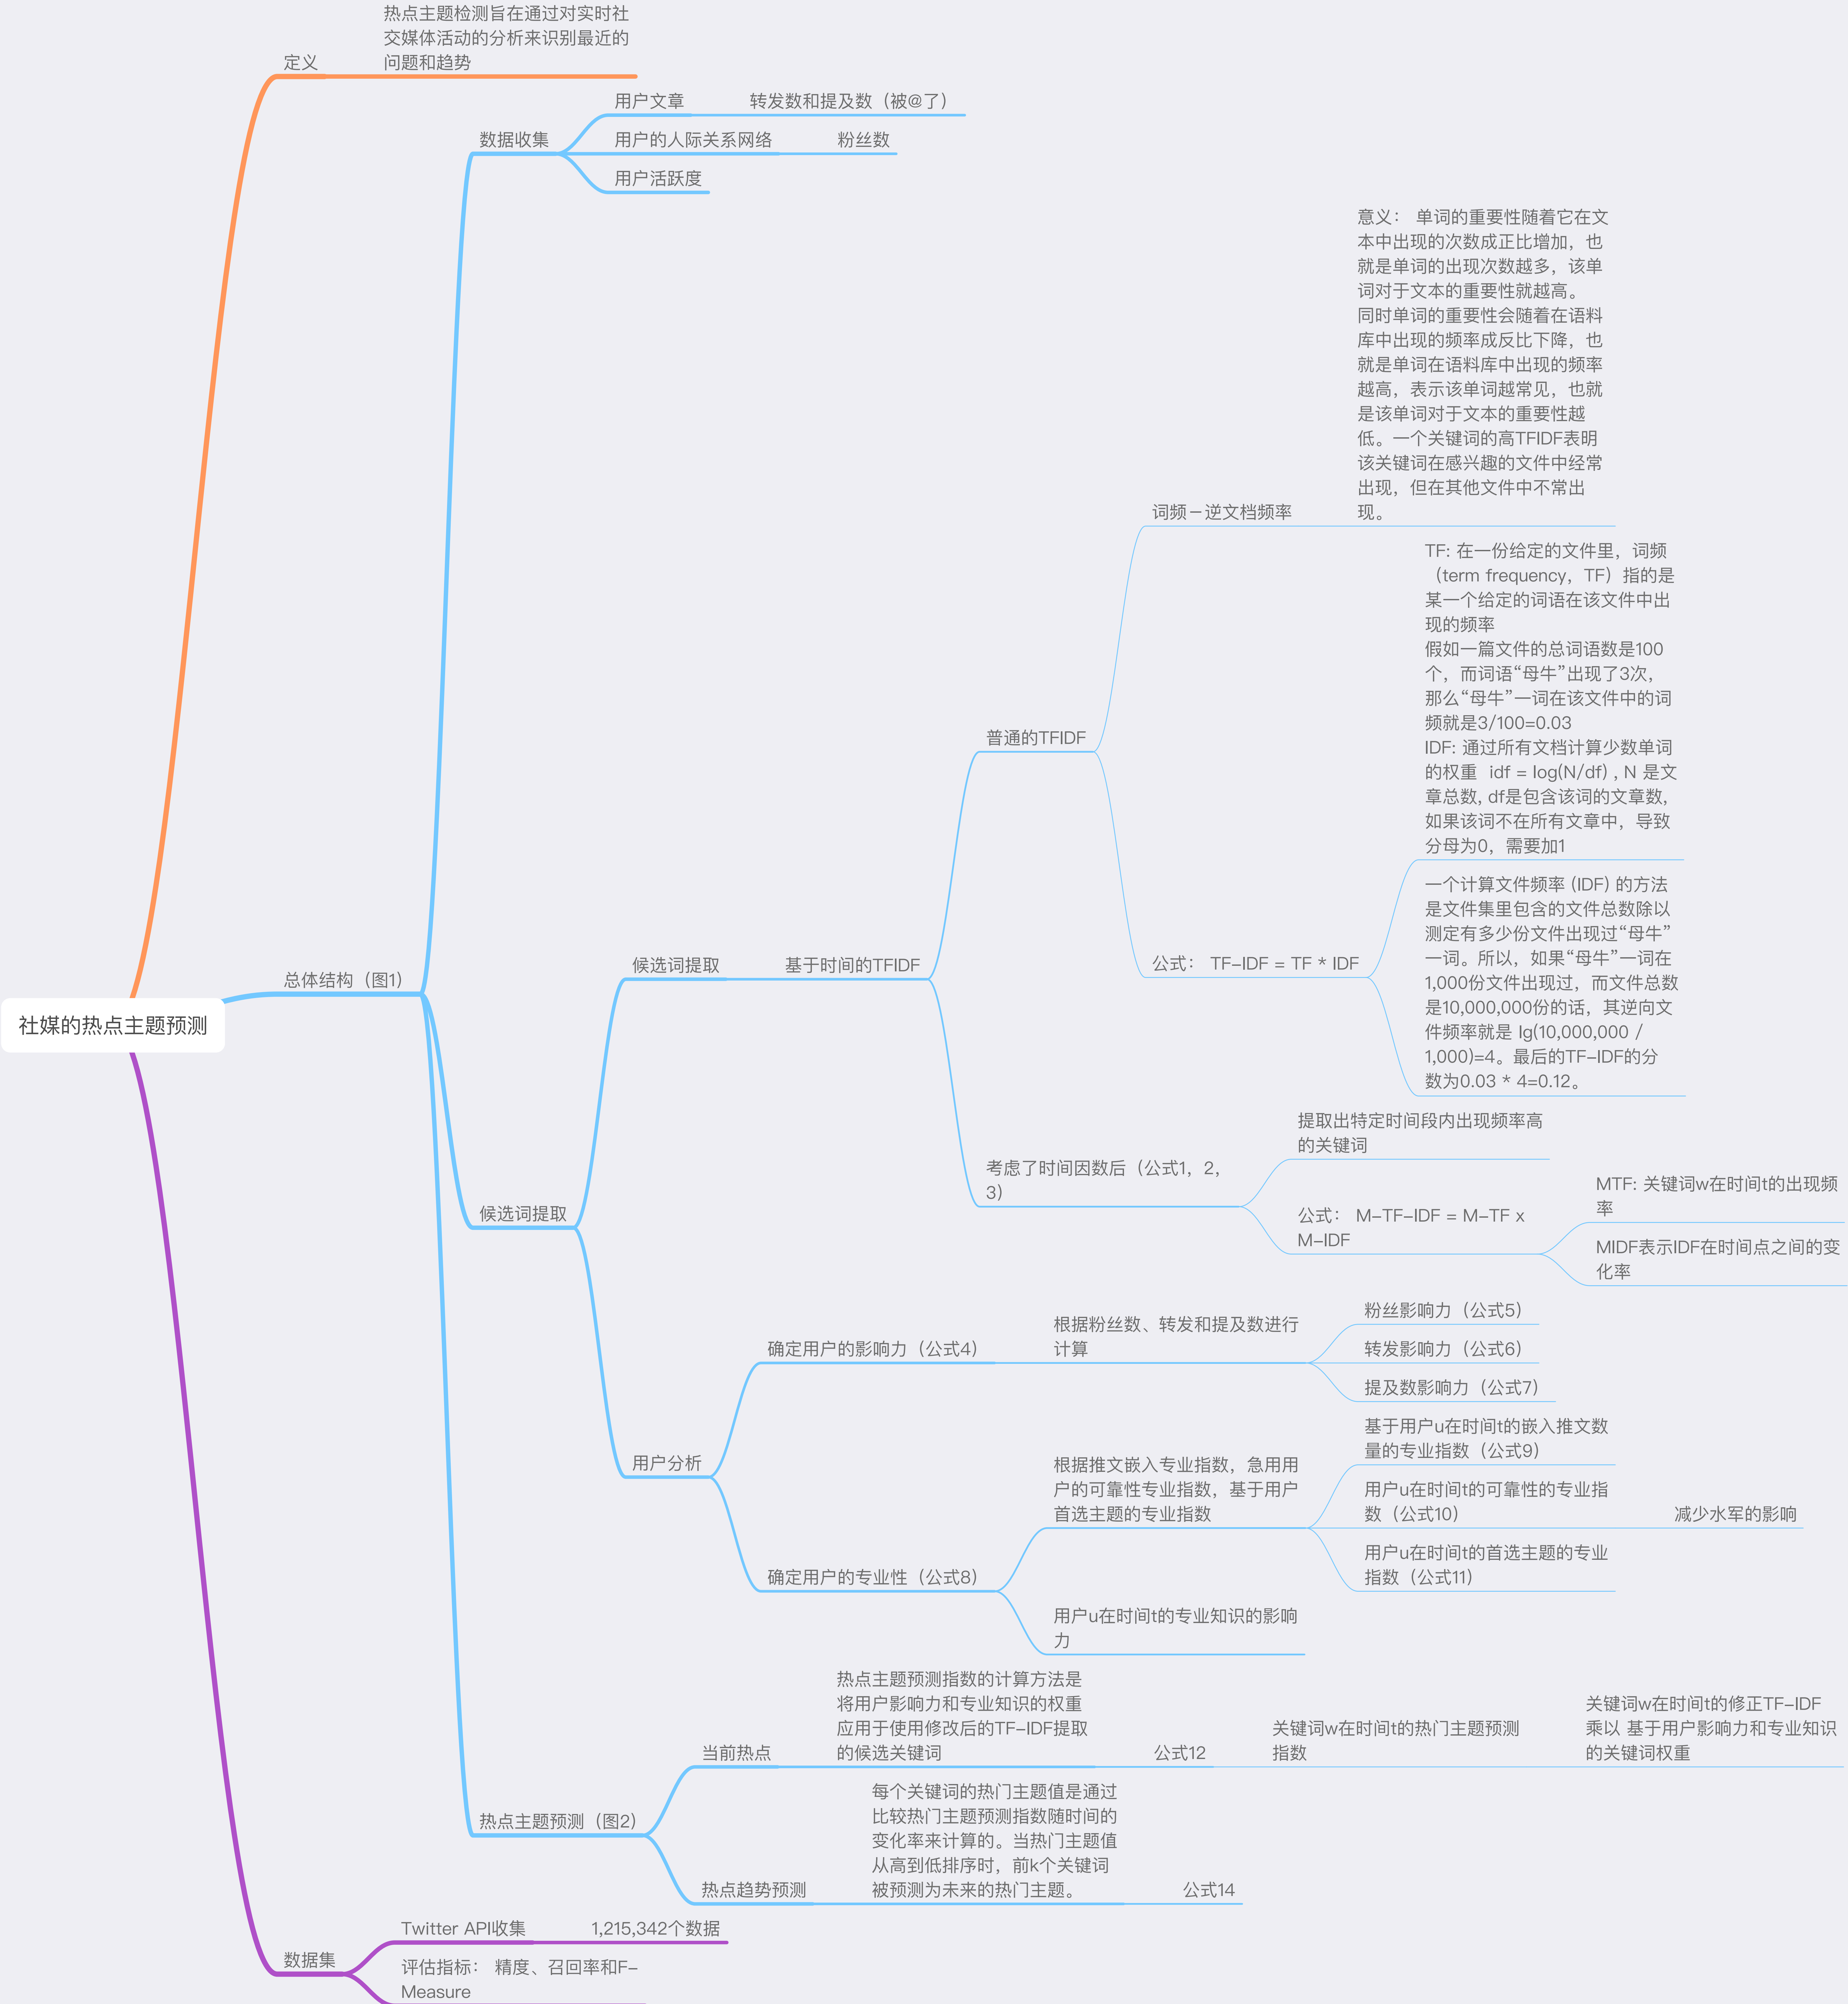 社媒的热点主题预测
定义
热点主题检测旨在通过对实时社
交媒体活动的分析来识别最近的
问题和趋势
总体结构（图1）
数据收集
用户文章
转发数和提及数（被@了）
用户的人际关系网络
粉丝数
用户活跃度
候选词提取
候选词提取
基于时间的TFIDF
普通的TFIDF
词频－逆文档频率
意义： 单词的重要性随着它在文
本中出现的次数成正比增加，也
就是单词的出现次数越多，该单
词对于文本的重要性就越高。
同时单词的重要性会随着在语料
库中出现的频率成反比下降，也
就是单词在语料库中出现的频率
越高，表示该单词越常见，也就
是该单词对于文本的重要性越
低。一个关键词的高TFIDF表明
该关键词在感兴趣的文件中经常
出现，但在其他文件中不常出
现。
公式： TF-IDF = TF * IDF
TF: 在一份给定的文件里，词频
（term frequency，TF）指的是
某一个给定的词语在该文件中出
现的频率
假如一篇文件的总词语数是100
个，而词语“母牛”出现了3次，
那么“母牛”一词在该文件中的词
频就是3/100=0.03
IDF: 通过所有文档计算少数单词
的权重  idf = log(N/df) , N 是文
章总数, df是包含该词的文章数,
如果该词不在所有文章中，导致
分母为0，需要加1
一个计算文件频率 (IDF) 的方法
是文件集里包含的文件总数除以
测定有多少份文件出现过“母牛”
一词。所以，如果“母牛”一词在
1,000份文件出现过，而文件总数
是10,000,000份的话，其逆向文
件频率就是 lg(10,000,000 /
1,000)=4。最后的TF-IDF的分
数为0.03 * 4=0.12。
考虑了时间因数后（公式1，2，
3）
提取出特定时间段内出现频率高
的关键词
公式： M-TF-IDF = M-TF x
M-IDF
MTF: 关键词w在时间t的出现频
率
MIDF表示IDF在时间点之间的变
化率
用户分析
确定用户的影响力（公式4）
根据粉丝数、转发和提及数进行
计算
粉丝影响力（公式5）
转发影响力（公式6）
提及数影响力（公式7）
确定用户的专业性（公式8）
根据推文嵌入专业指数，急用用
户的可靠性专业指数，基于用户
首选主题的专业指数
基于用户u在时间t的嵌入推文数
量的专业指数（公式9）
用户u在时间t的可靠性的专业指
数（公式10）
减少水军的影响
用户u在时间t的首选主题的专业
指数（公式11）
用户u在时间t的专业知识的影响
力
热点主题预测（图2）
当前热点
热点主题预测指数的计算方法是
将用户影响力和专业知识的权重
应用于使用修改后的TF-IDF提取
的候选关键词
公式12
关键词w在时间t的热门主题预测
指数
关键词w在时间t的修正TF-IDF
乘以 基于用户影响力和专业知识
的关键词权重
热点趋势预测
每个关键词的热门主题值是通过
比较热门主题预测指数随时间的
变化率来计算的。当热门主题值
从高到低排序时，前k个关键词
被预测为未来的热门主题。
公式14
数据集
Twitter API收集
1,215,342个数据
评估指标： 精度、召回率和F-
Measure